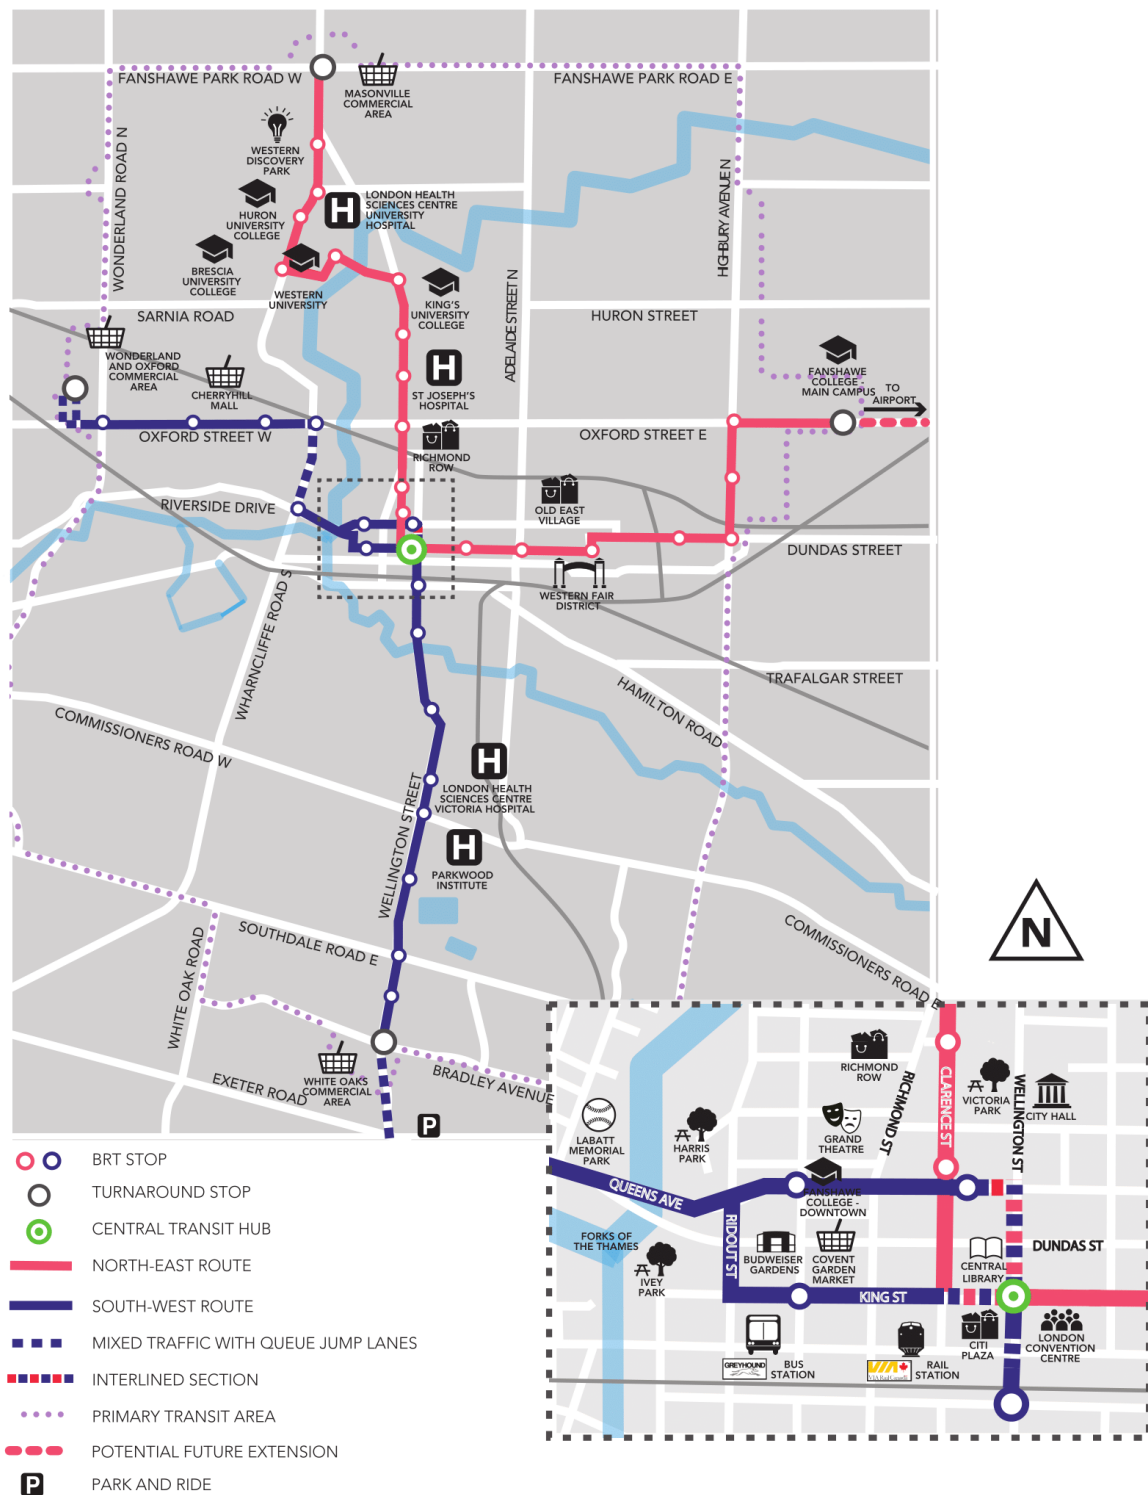 FANSHAWE PARK ROAD W
FANSHAWE PARK ROAD E
MASONVILLE
COMMERCIAL
AREA
WONDERLAND ROAD N
WESTERN
DISCOVERY
PARK
HIGHBURY AVENUE N
HURON
UNIVERSITY
COLLEGE
H
LONDON HEALTH
SCIENCES CENTRE
UNIVERSITY
HOSPITAL
BRESCIA
UNIVERSITY
COLLEGE
WESTERN
UNIVERSITY
KING'S
UNIVERSITY
COLLEGE
ADELAIDE STREET N
SARNIA ROAD
HURON STREET
WONDERLAND
AND OXFORD
COMMERCIAL
AREA
CHERRYHILL
MALL
H
ST JOSEPH'S
HOSPITAL
FANSHAWE
COLLEGE -
MAIN CAMPUS
TO
AIRPORT
OXFORD STREET W
OXFORD STREET E
RICHMOND
ROW
RIVERSIDE DRIVE
OLD EAST
VILLAGE
DUNDAS STREET
WESTERN FAIR
DISTRICT
WHARNCLIFFE ROAD S
TRAFALGAR STREET
HAMILTON ROAD
COMMISSIONERS ROAD W
H
LONDON HEALTH
SCIENCES CENTRE
VICTORIA HOSPITAL
WELLINGTON STREET
H
PARKWOOD
INSTITUTE
SOUTHDALE ROAD E
COMMISSIONERS ROAD E
WHITE OAK ROAD
N
WHITE OAKS
COMMERCIAL
AREA
EXETER ROAD
BRADLEY AVENUE
P
RICHMOND
ROW
RICHMOND ST
CLARENCE ST
VICTORIA
PARK
WELLINGTON ST
CITY HALL
LABATT
MEMORIAL
PARK
HARRIS
PARK
GRAND
THEATRE
QUEENS AVE
FANSHAWE
COLLEGE -
DOWNTOWN
RIDOUT ST
FORKS OF
THE THAMES
IVEY
PARK
BUDWEISER
GARDENS
COVENT
GARDEN
MARKET
CENTRAL
LIBRARY
DUNDAS ST
KING ST
CITI
PLAZA
LONDON
CONVENTION
CENTRE
GREYHOUND
BUS
STATION
VIA
VIA Rail Canada
RAIL
STATION
BRT STOP
TURNAROUND STOP
CENTRAL TRANSIT HUB
NORTH-EAST ROUTE
SOUTH-WEST ROUTE
MIXED TRAFFIC WITH QUEUE JUMP LANES
INTERLINED SECTION
PRIMARY TRANSIT AREA
POTENTIAL FUTURE EXTENSION
P
PARK AND RIDE